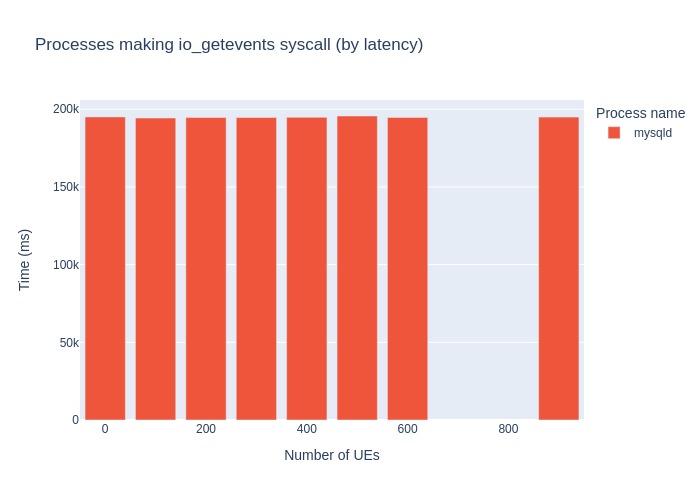 Processes making io_getevents syscall (by latency)
Process name
mysqld
200k
150k
100k
50k
0
Time (ms)
0 200 400 600 800
Number of UEs